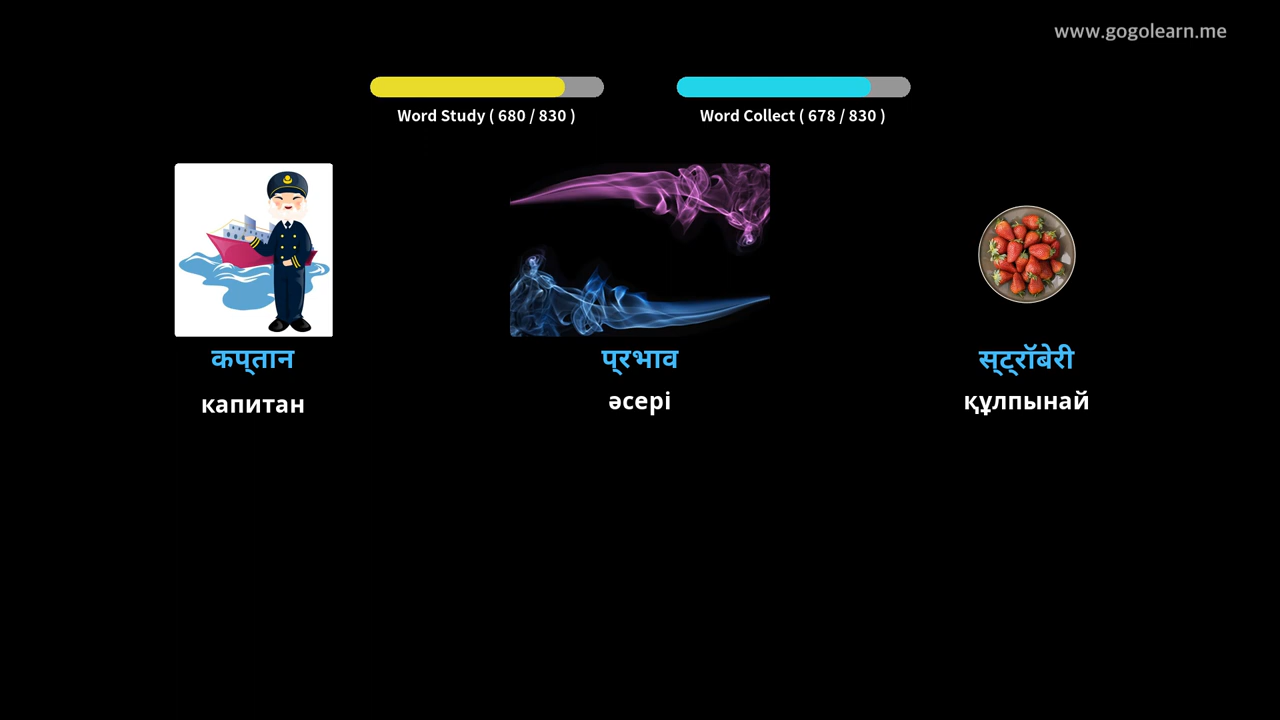 www.gogolearn.me
Word Study ( 680 / 830 )
Word Collect ( 678 / 830 )
कप्तान
प्रभाव
स्ट्रॉबेरी
капитан
әсері
құлпынай